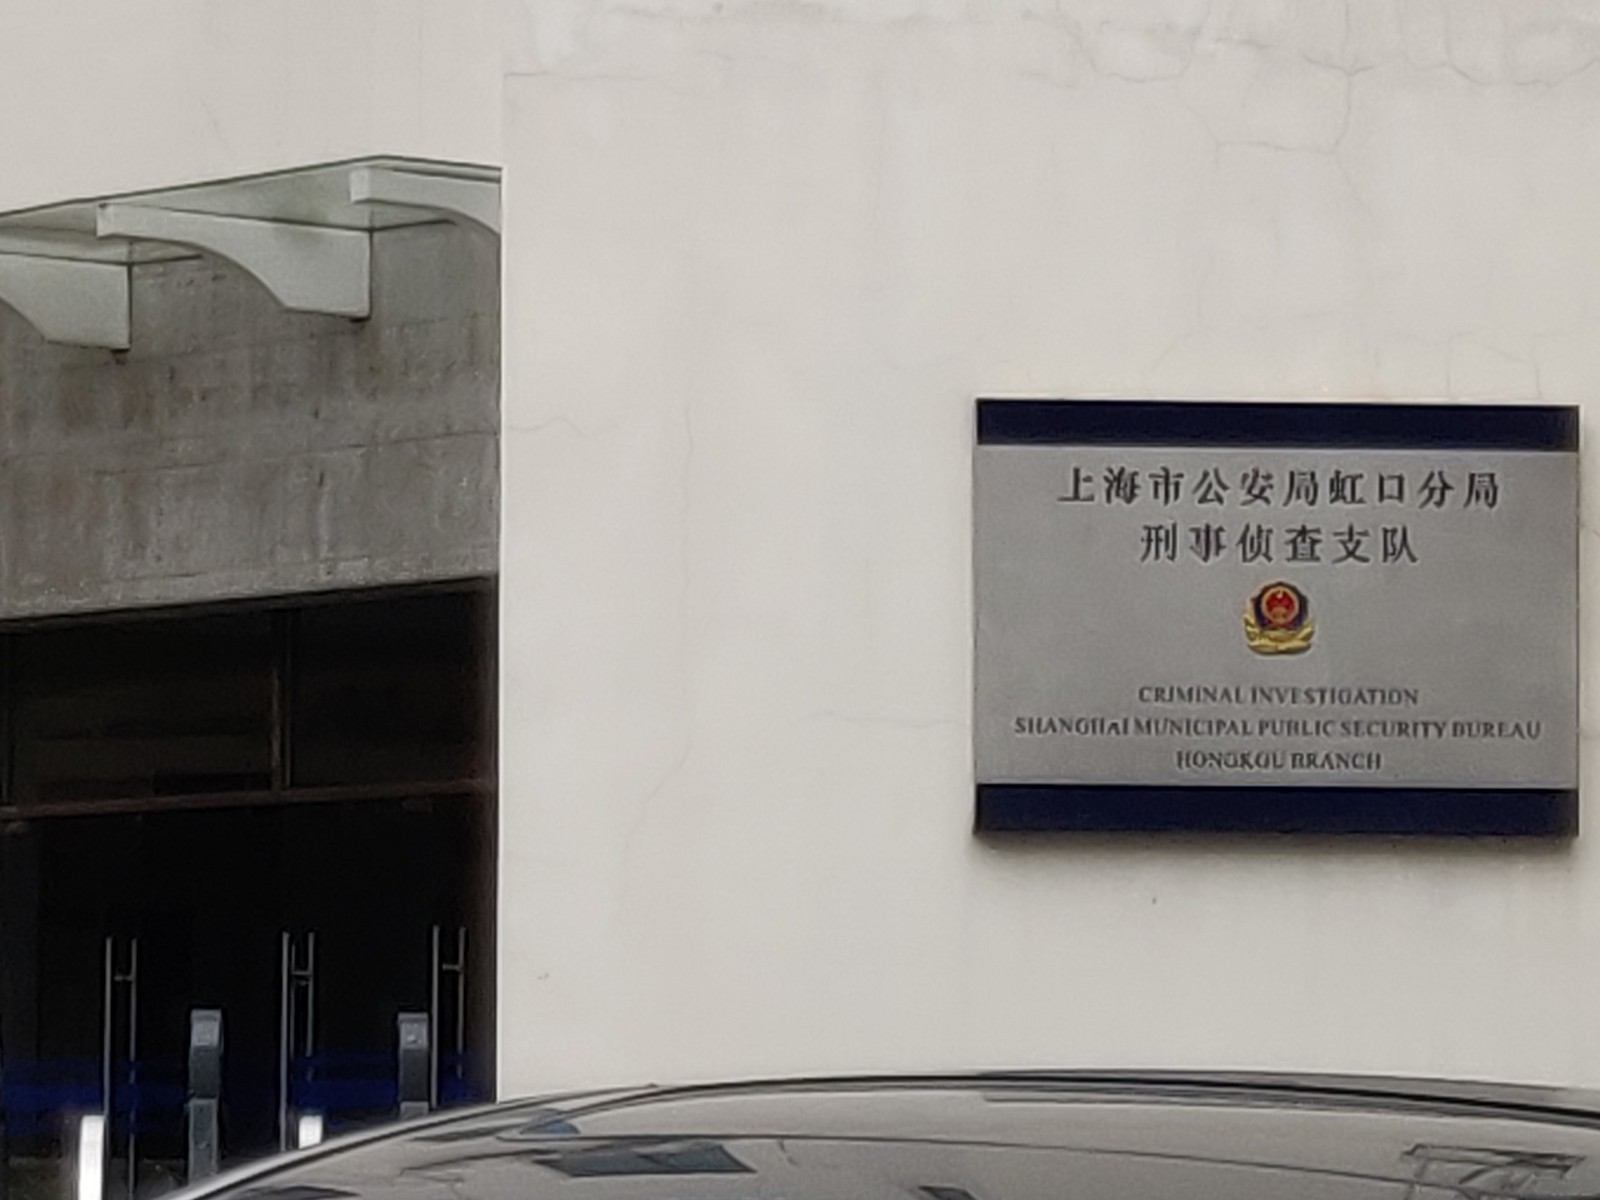 上海市公安局虹口分局
刑事侦查支队
CRIMINAL INVESTIGATION
SHANGHAI MUNICIPAL PUBLIC SECURITY BUREAU
HONGKOU BRANCH